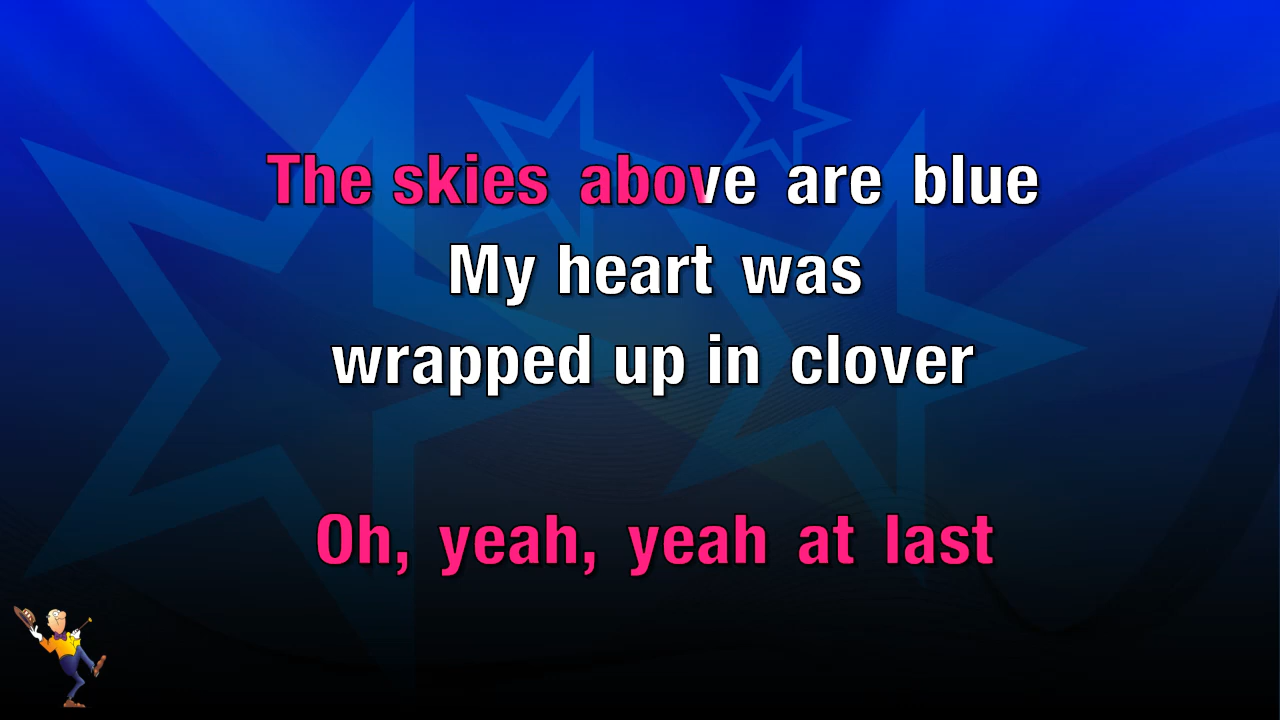 The skies above are blue
My heart was
wrapped up in clover
Oh, yeah, yeah at last